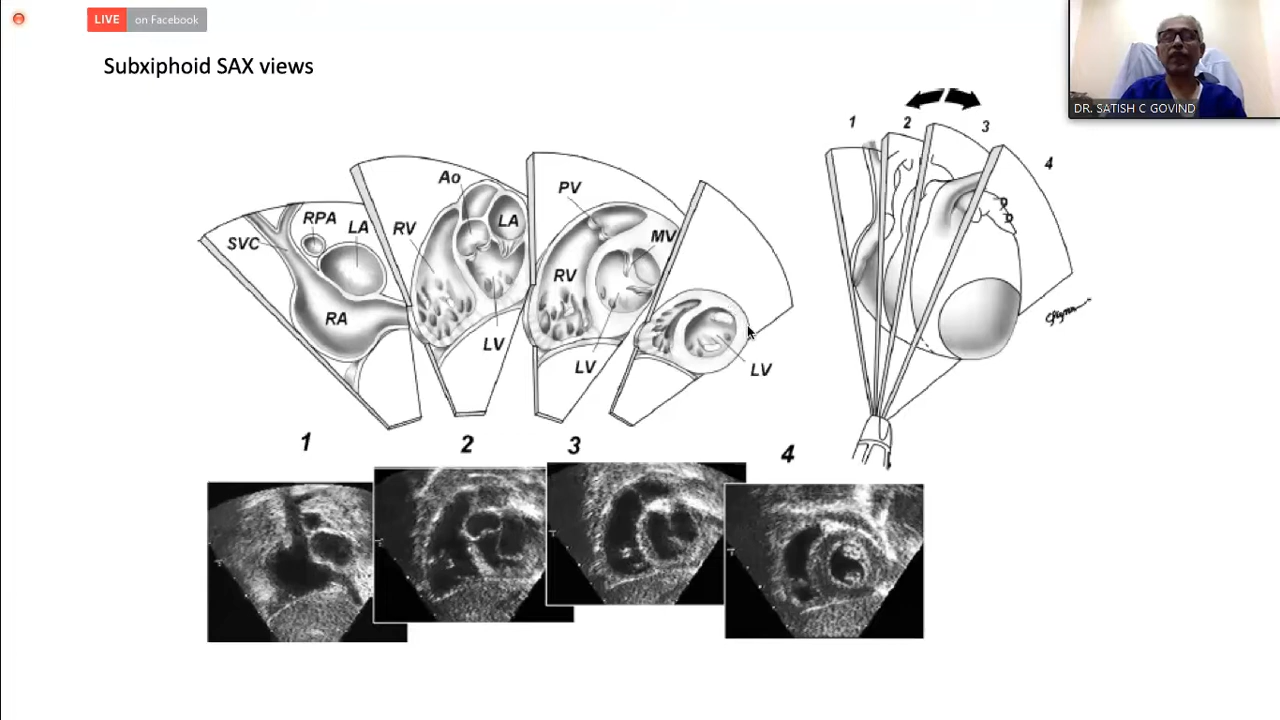 LIVE on Facebook
Subxiphoid SAX views
DR. SATISH C GOVIND
1 2 3 4
Ao
PV
RPA
LA
LA
SVC
RV
MV
RV
RA
LV
LV
LV
1 2 3 4